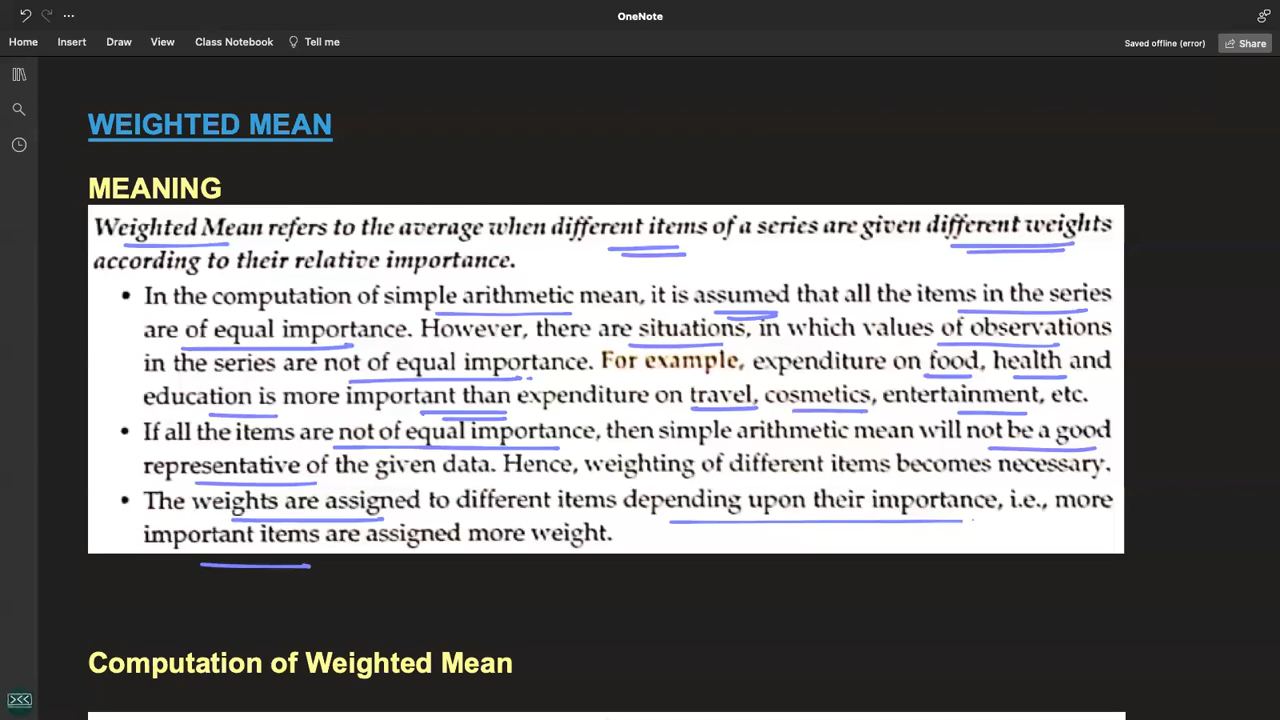 OneNote
Home Insert Draw View Class Notebook Tell me
Saved offline (error) Share
WEIGHTED MEAN
MEANING
Weighted Mean refers to the average when different items of a series are given different weights
according to their relative importance.
• In the computation of simple arithmetic mean, it is assumed that all the items in the series
are of equal importance. However, there are situations, in which values of observations
in the series are not of equal importance. For example, expenditure on food, health and
education is more important than expenditure on travel, cosmetics, entertainment, etc.
• If all the items are not of equal importance, then simple arithmetic mean will not be a good
representative of the given data. Hence, weighting of different items becomes necessary.
• The weights are assigned to different items depending upon their importance, i.e., more
important items are assigned more weight.
Computation of Weighted Mean